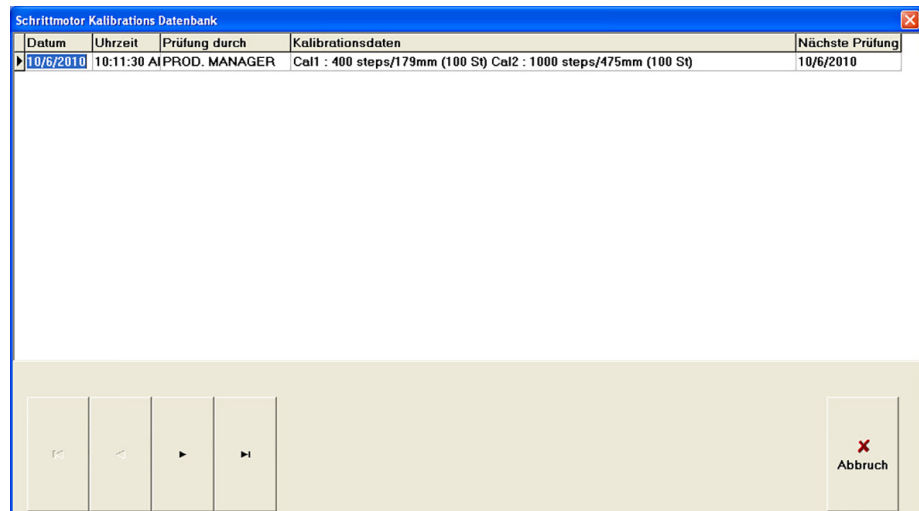 Schrittmotor Kalibrations Datenbank
Datum Uhrzeit Prüfung durch Kalibrationsdaten Nächste Prüfung
10/6/2010 10:11:30 AM PROD. MANAGER Cal1 : 400 steps/179mm (100 St) Cal2 : 1000 steps/475mm (100 St) 10/6/2010
Abbruch